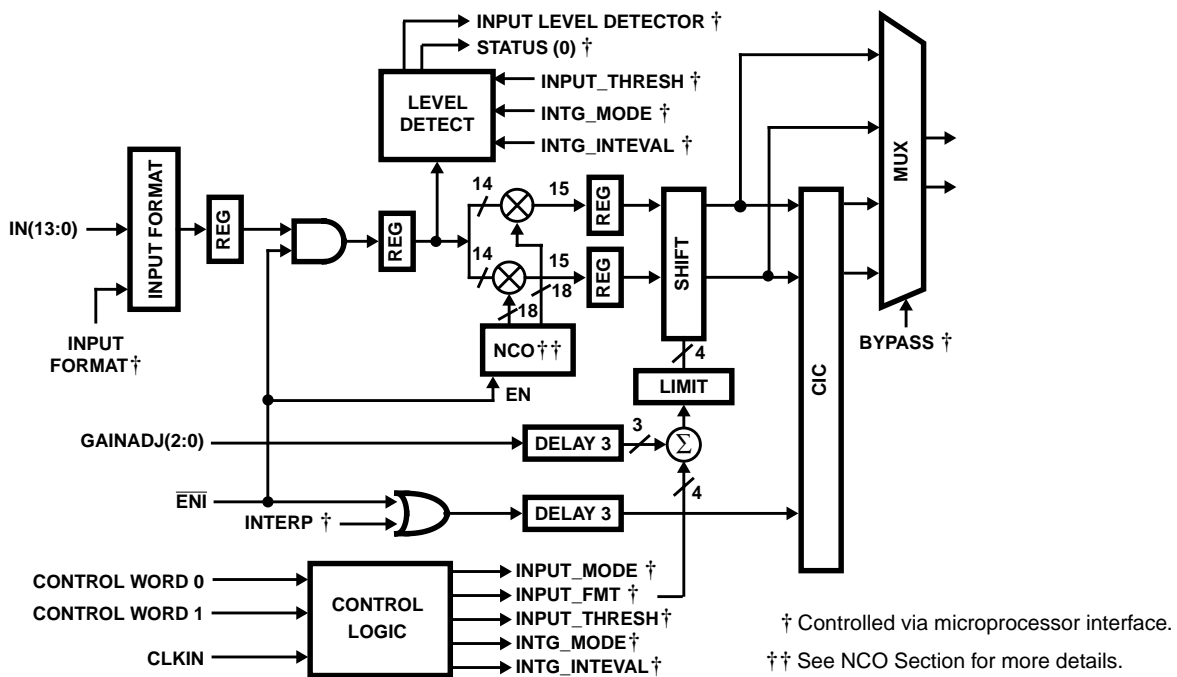 INPUT LEVEL DETECTOR †
STATUS (0) †
LEVEL
DETECT
INPUT_THRESH †
INTG_MODE †
INTG_INTEVAL †
MUX
IN(13:0)
INPUT FORMAT
REG
REG
14
15
REG
14
15
REG
18
18
SHIFT
CIC
INPUT
FORMAT†
NCO††
EN
4
LIMIT
BYPASS †
GAINADJ(2:0)
DELAY 3
3
Σ
4
E̅N̅I̅
INTERP †
DELAY 3
CONTROL WORD 0
CONTROL WORD 1
CLKIN
CONTROL
LOGIC
INPUT_MODE †
INPUT_FMT †
INPUT_THRESH†
INTG_MODE†
INTG_INTEVAL†
† Controlled via microprocessor interface.
†† See NCO Section for more details.